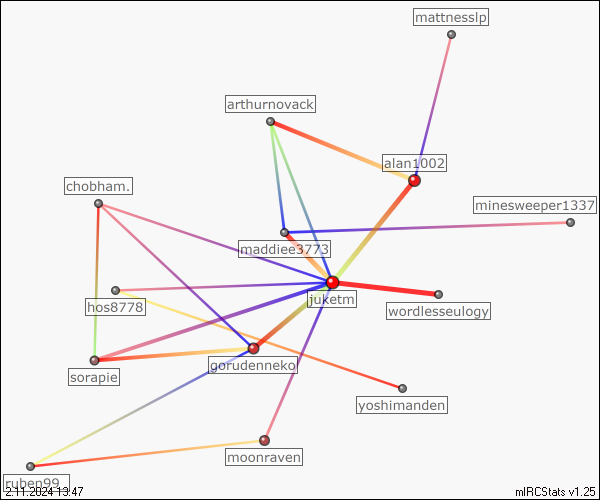 mattnesslp
arthurnovack
alan1002
chobham.
minesweeper1337
maddiee3773
juketm
hos8778
wordlesseulogy
gorudenneko
sorapie
yoshimanden
moonraven
ruben99_
2.11.2024 13:47
mIRCStats v1.25